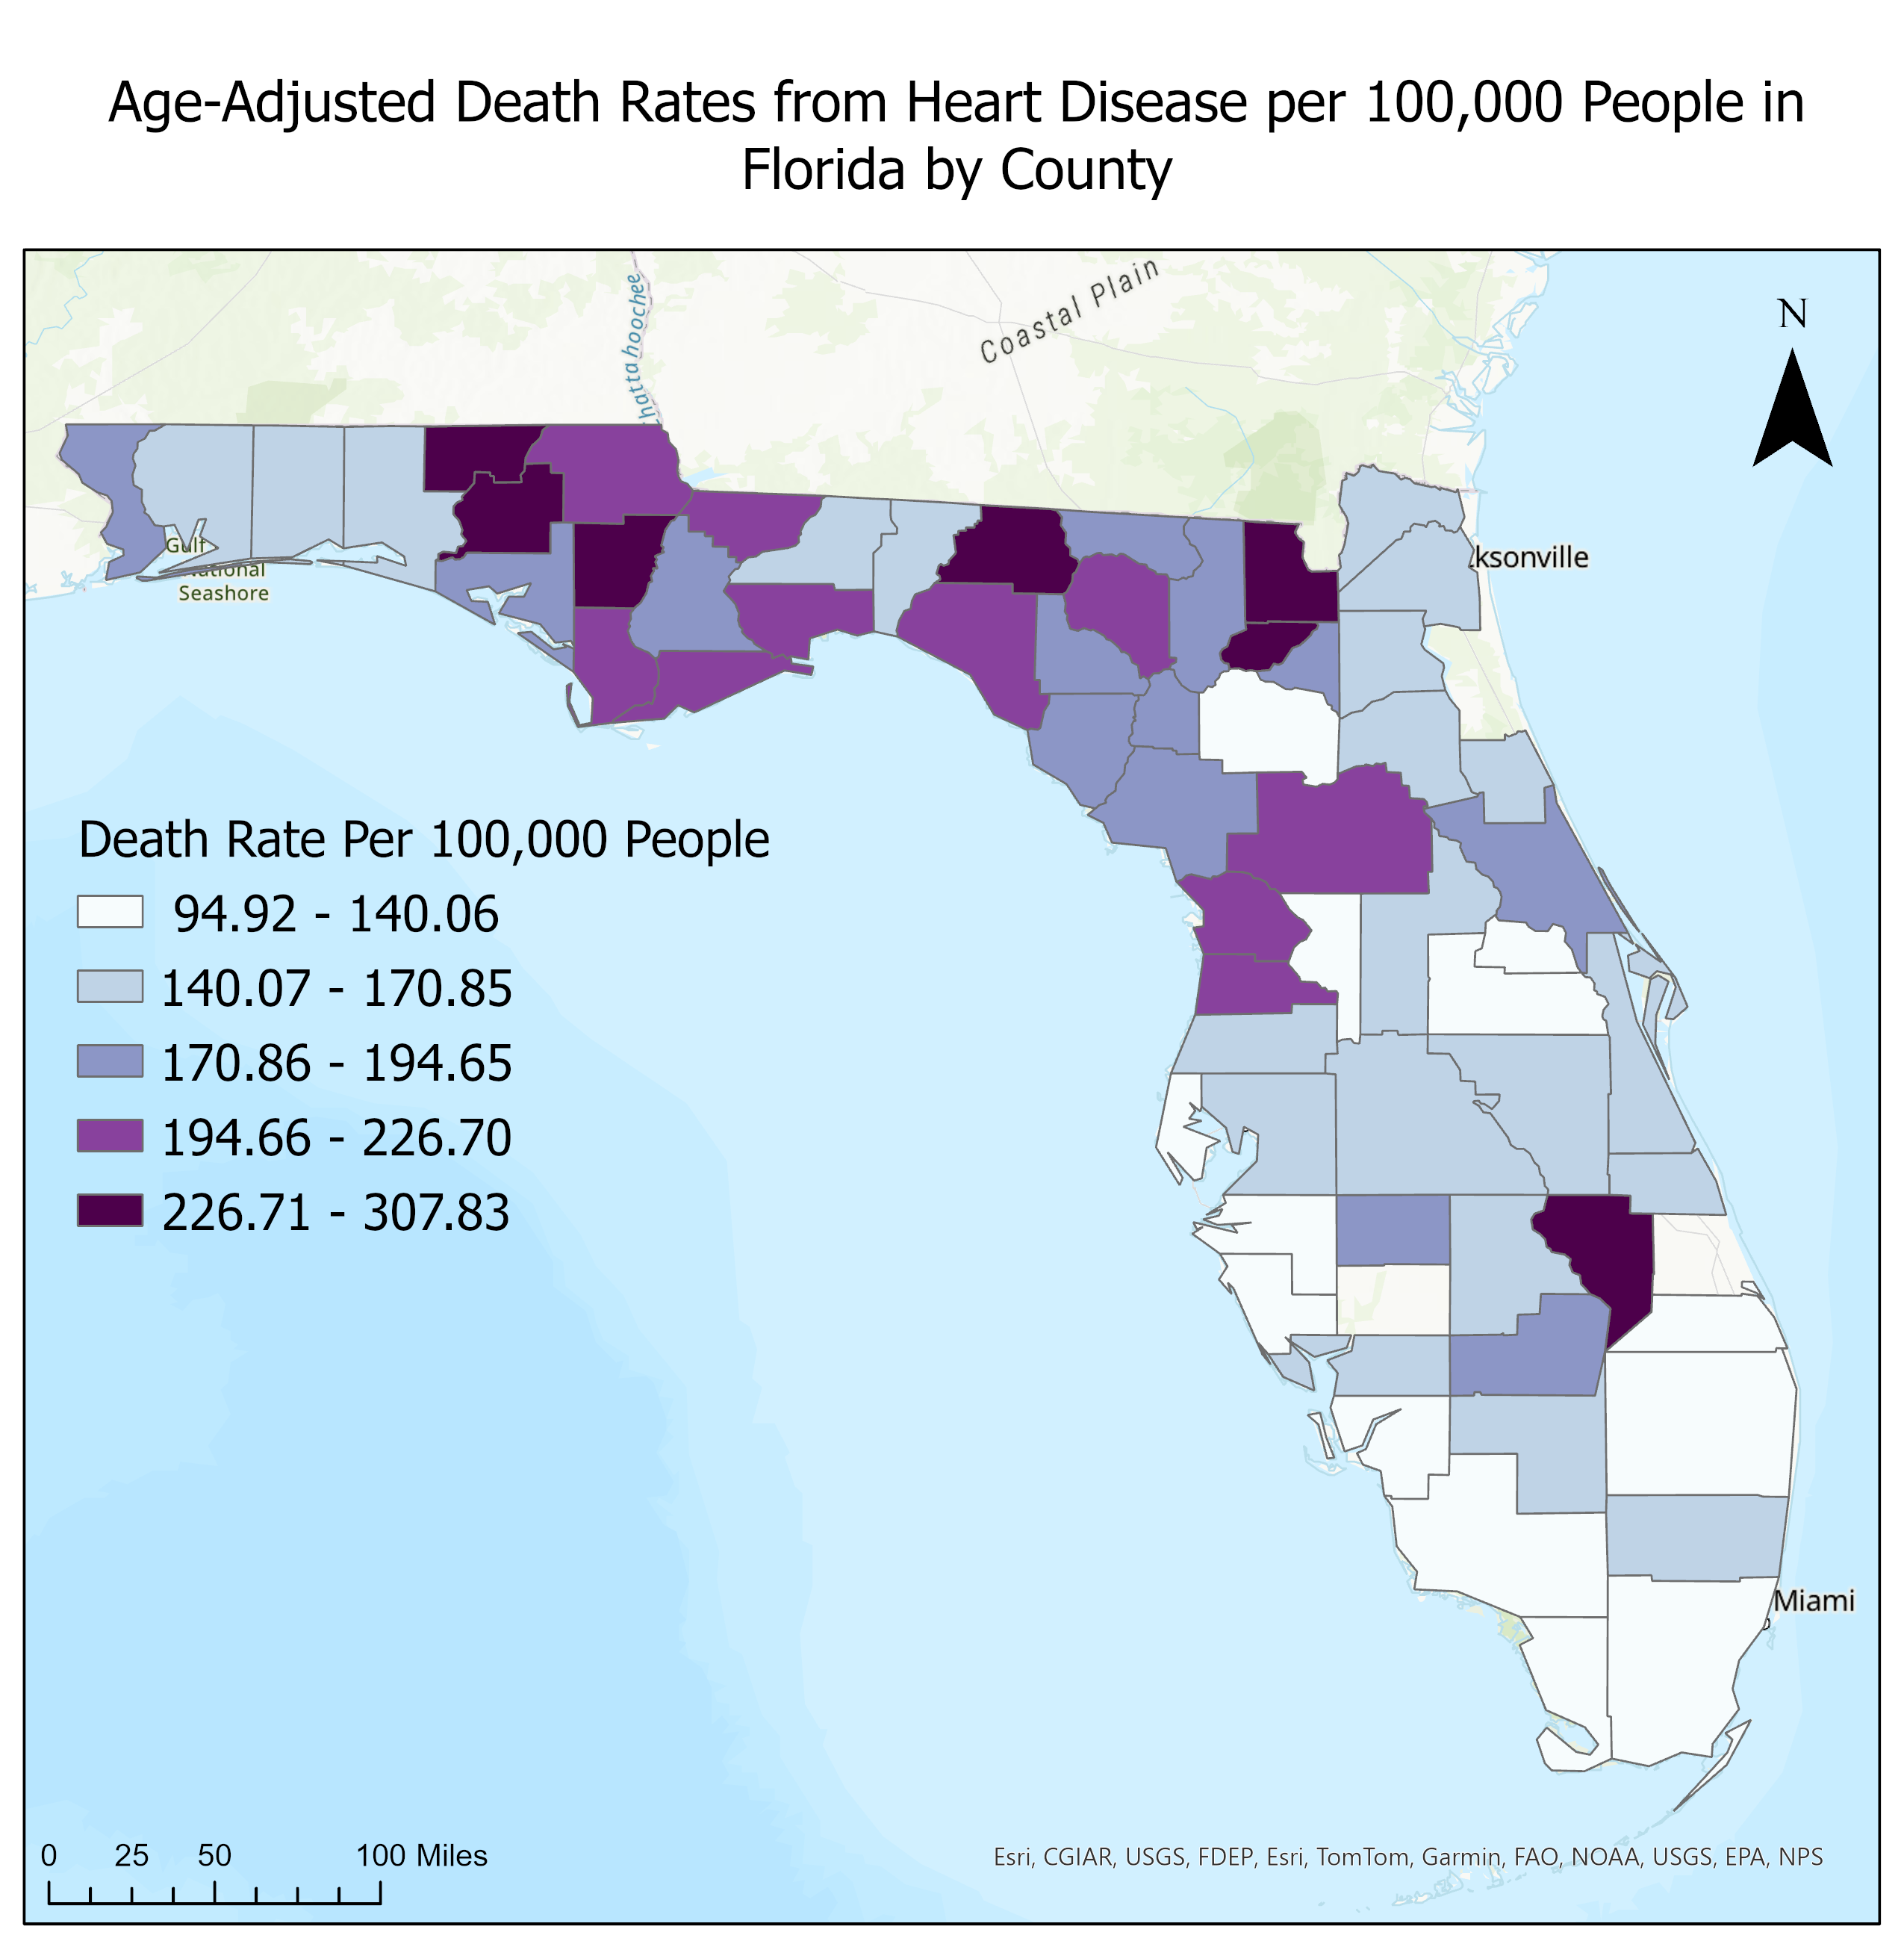 Age-Adjusted Death Rates from Heart Disease per 100,000 People in
Florida by County
Coastal Plain
N
hattahoochee
Gulf
National
Seashore
ksonville
Death Rate Per 100,000 People
94.92 - 140.06
140.07 - 170.85
170.86 - 194.65
194.66 - 226.70
226.71 - 307.83
Miami
0 25 50 100 Miles
Esri, CGIAR, USGS, FDEP, Esri, TomTom, Garmin, FAO, NOAA, USGS, EPA, NPS